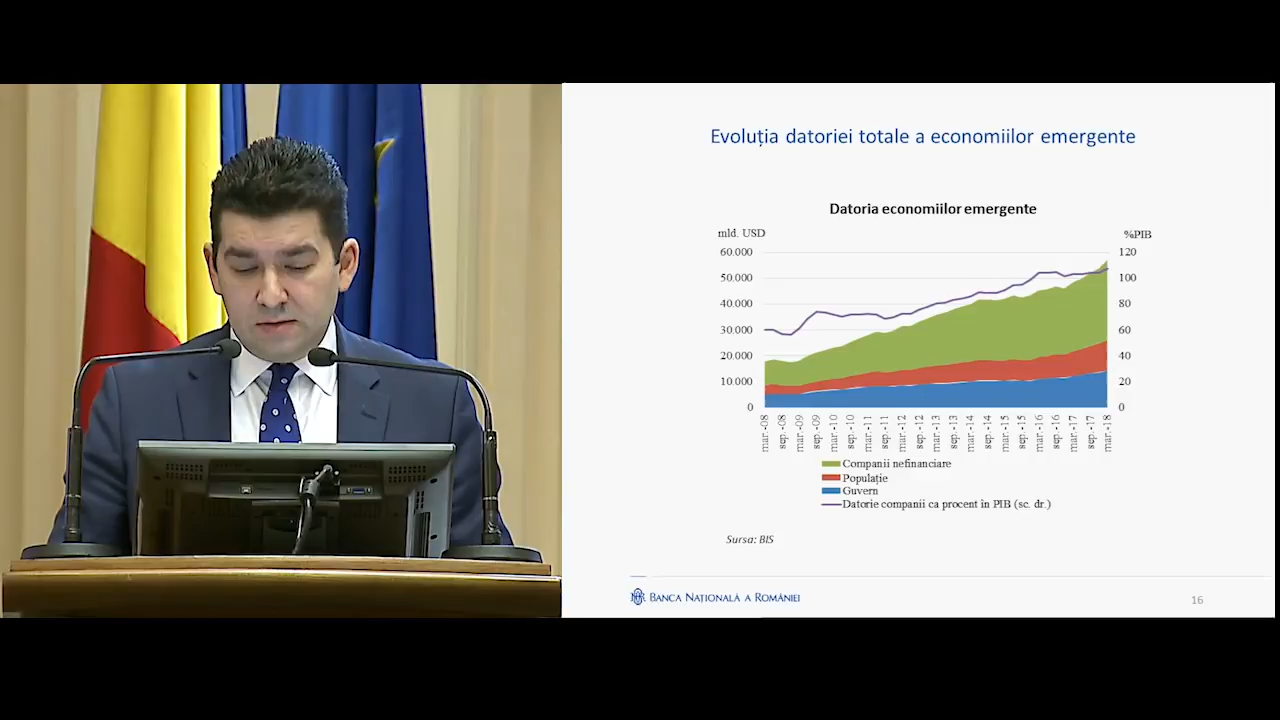 Evoluția datoriei totale a economiilor emergente
Datoria economiilor emergente
mld. USD
%PIB
60.000
50.000
40.000
30.000
20.000
10.000
0
120
100
80
60
40
20
0
mar.-08
sep.-08
mar.-09
sep.-09
mar.-10
sep.-10
mar.-11
sep.-11
mar.-12
sep.-12
mar.-13
sep.-13
mar.-14
sep.-14
mar.-15
sep.-15
mar.-16
sep.-16
mar.-17
sep.-17
mar.-18
Companii nefinanciare
Populație
Guvern
Datorie companii ca procent în PIB (sc. dr.)
Sursa: BIS
BANCA NAȚIONALĂ A ROMÂNIEI
16